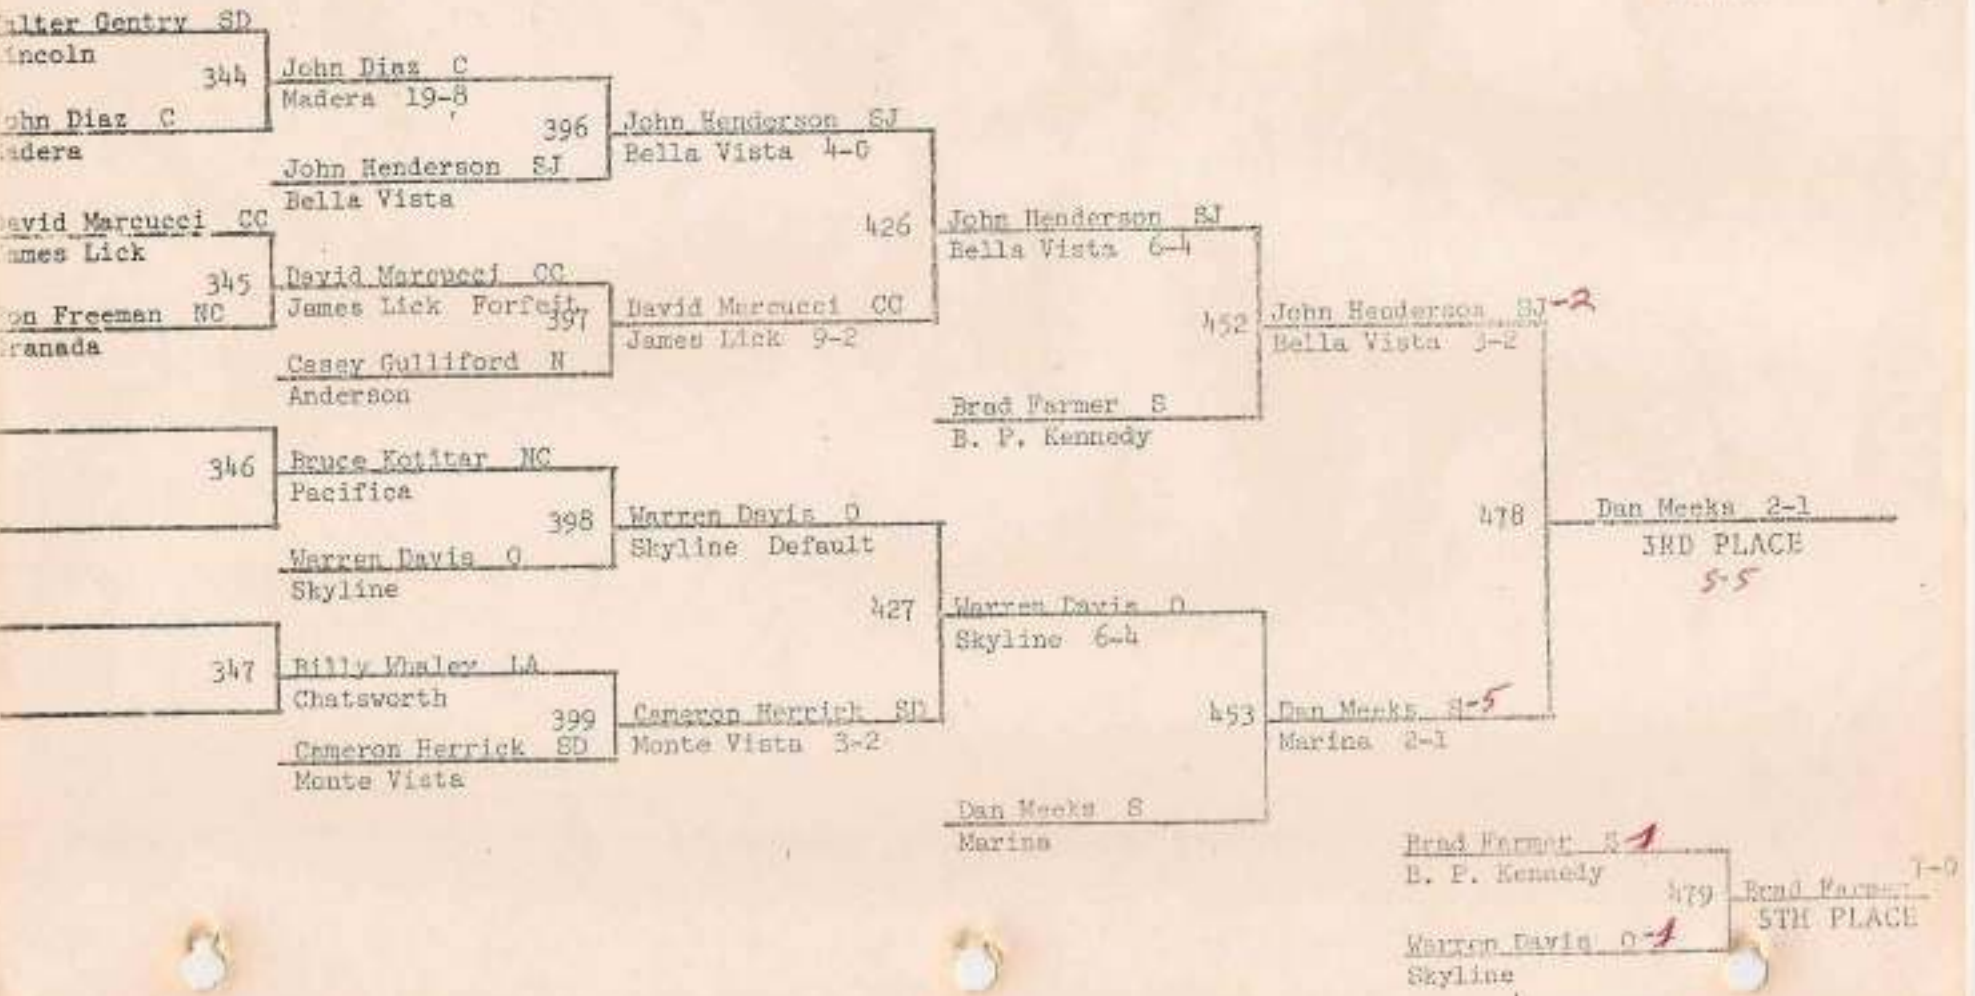 alter Gentry SD
incoln
344
John Diaz C
Madera 19-8
ohn Diaz C
adera
396
John Henderson SJ
Bella Vista 4-0
John Henderson SJ
Bella Vista
avid Marcucci CC
ames Lick
426
John Henderson SJ
Bella Vista 6-4
345
David Marcucci CC
James Lick Forfeit
on Freeman NC
ranada
397
David Marcucci CC
James Lick 9-2
Casey Gulliford N
Anderson
452
John Henderson SJ-2
Bella Vista 3-2
Brad Farmer S
B. P. Kennedy
346
Bruce Kotitar NC
Pacifica
398
Warren Davis O
Skyline Default
Warren Davis O
Skyline
478
Dan Meeks 2-1
3RD PLACE
5-5
427
Warren Davis O
Skyline 6-4
347
Billy Whaley LA
Chatsworth
399
Cameron Herrick SD
Monte Vista 3-2
Cameron Herrick SD
Monte Vista
453
Dan Meeks S-5
Marina 2-1
Dan Meeks S
Marina
Brad Farmer S-1
B. P. Kennedy
479
Brad Farmer
5TH PLACE
Warren Davis O-1
Skyline